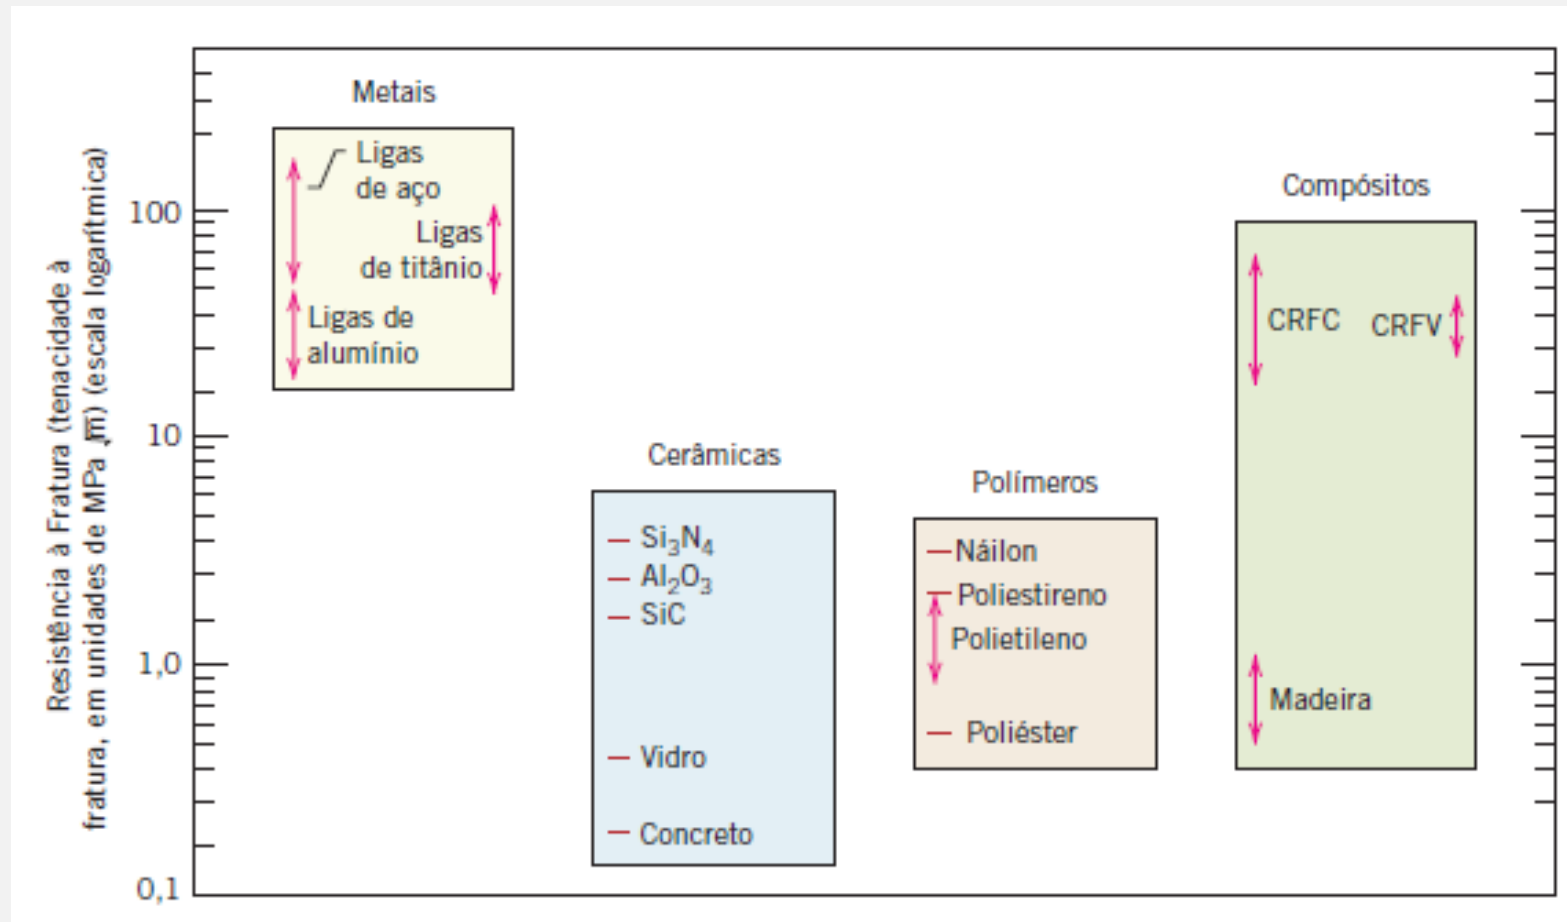 Resistência à Fratura (tenacidade à
fratura, em unidades de MPa √m) (escala logarítmica)
100
10
1,0
0,1
Metais
Ligas
de aço
Ligas
de titânio
Ligas de
alumínio
Cerâmicas
Si₃N₄
Al₂O₃
SiC
Vidro
Concreto
Polímeros
Náilon
Poliestireno
Polietileno
Poliéster
Compósitos
CRFC
CRFV
Madeira